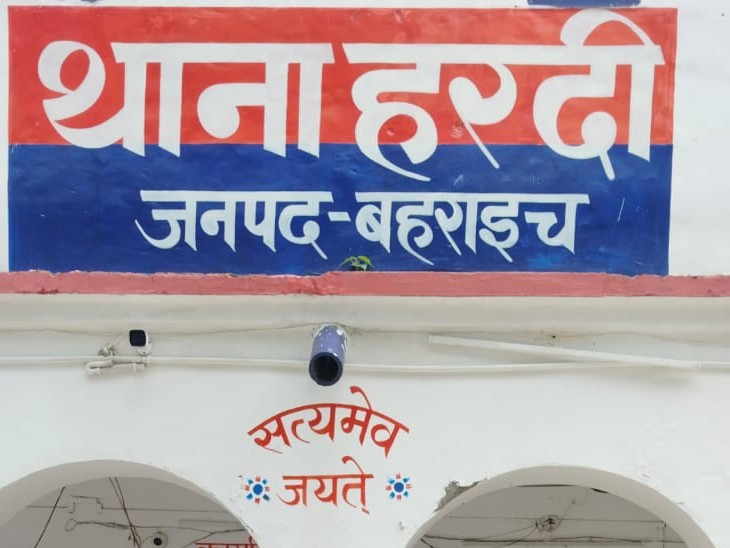 थाना हरदी
जनपद-बहराइच
सत्यमेव
जयते